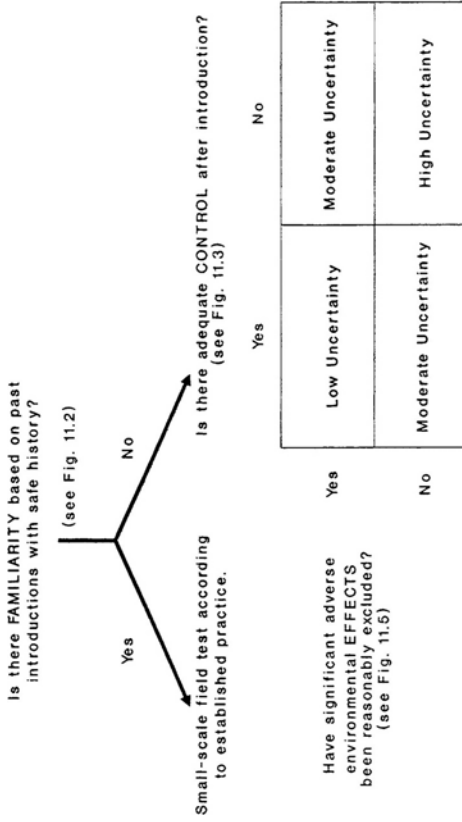 Is there FAMILIARITY based on past
introductions with safe history?
(see Fig. 11.2)
Yes
No
Small-scale field test according
to established practice.
Is there adequate CONTROL after introduction?
(see Fig. 11.3)
Yes
No
Have significant adverse
environmental EFFECTS
been reasonably excluded?
(see Fig. 11.5)
Yes
Low Uncertainty
Moderate Uncertainty
No
Moderate Uncertainty
High Uncertainty